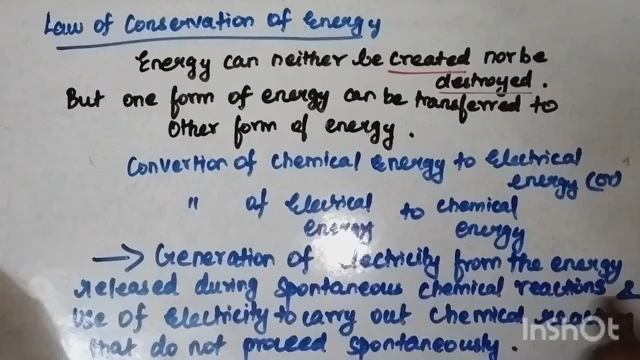 Law of Conservation of Energy
Energy can neither be created nor be
destroyed.
But one form of energy can be transferred to
Other form of energy.
Convertion of chemical energy to Electrical
energy (or)
" of Electrical to chemical
energy energy
→ Generation of electricity from the energy
released during spontaneous chemical reactions &
use of Electricity to carry out chemical
that do not proceed spontaneously.
InShot